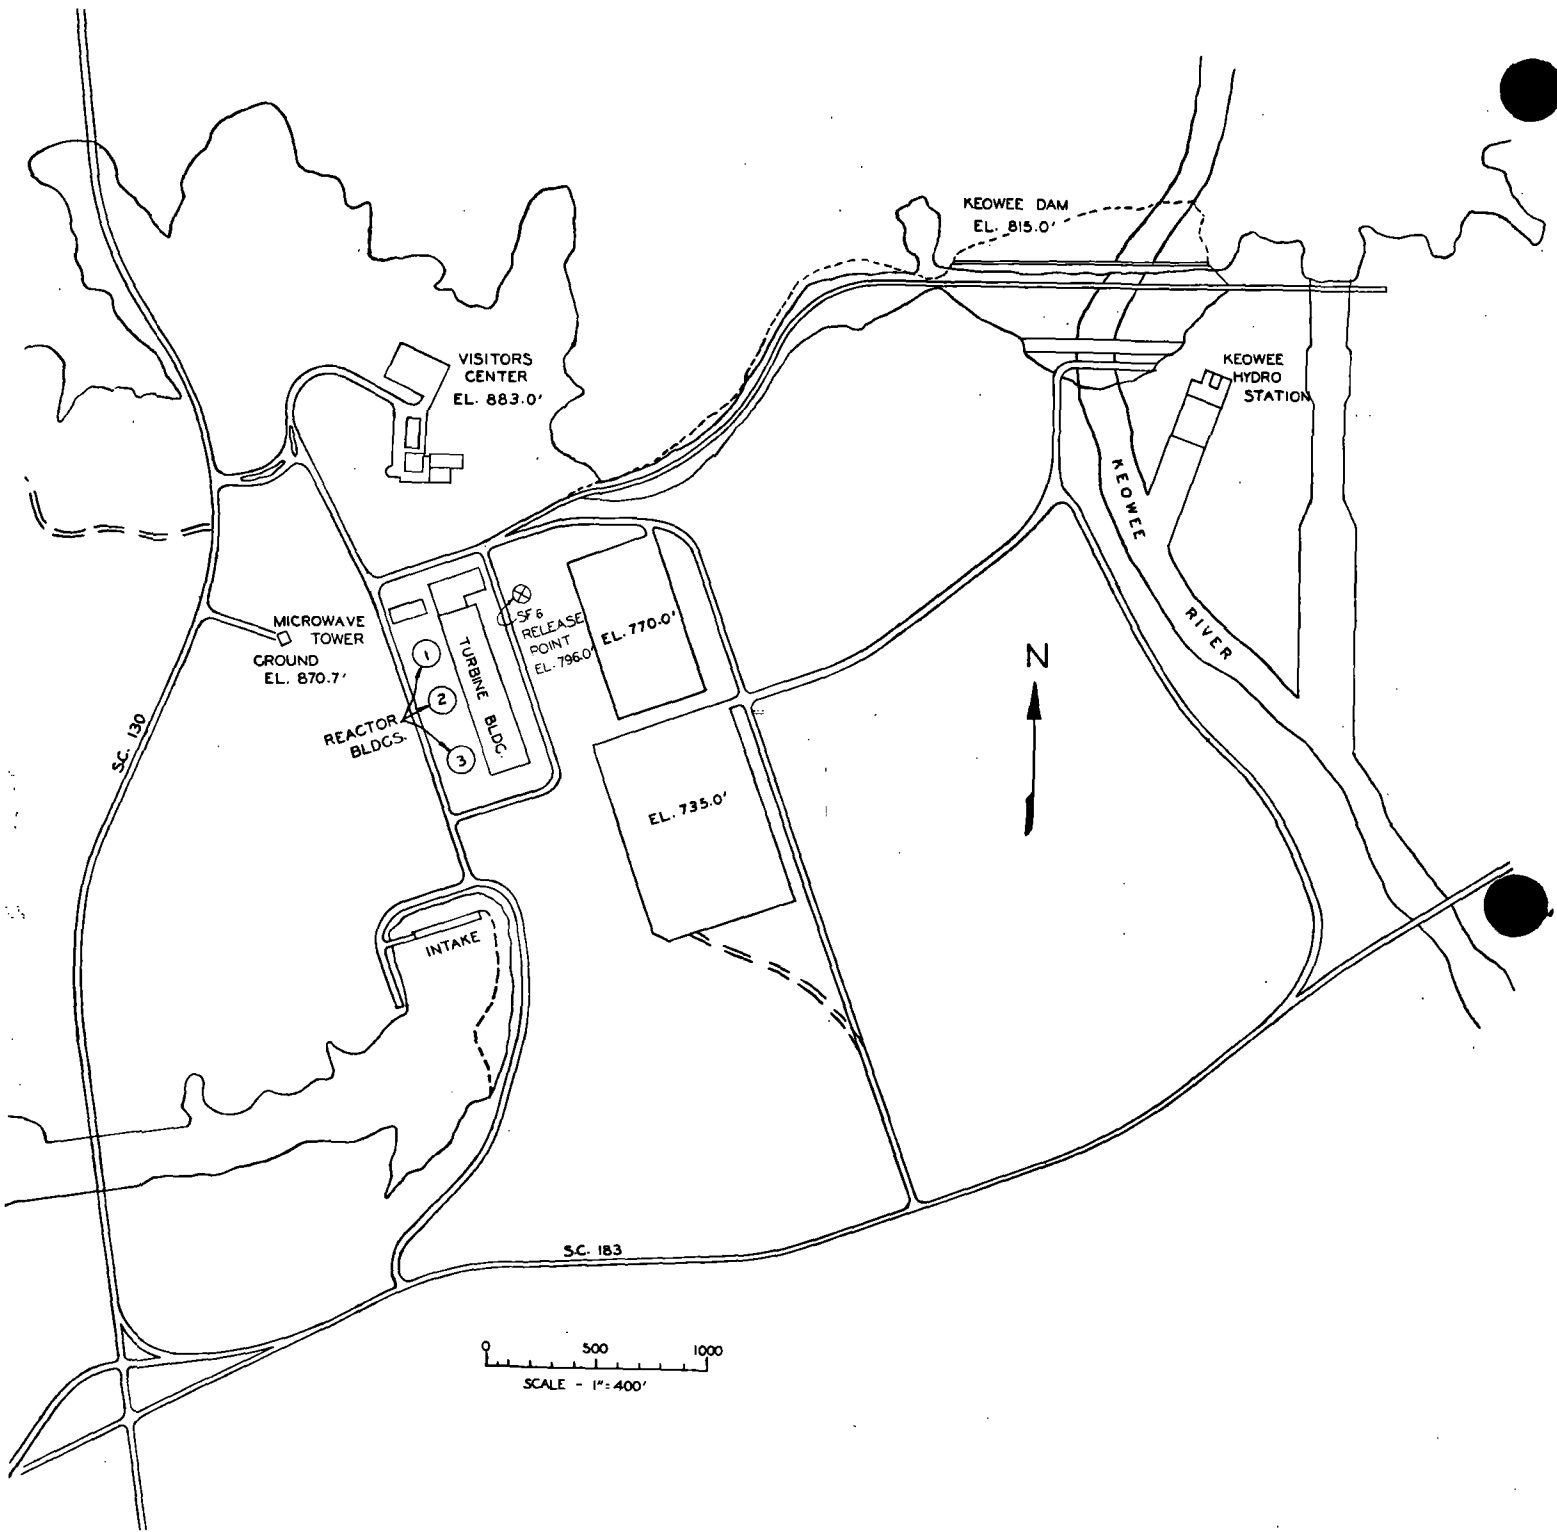 KEOWEE DAM
EL. 815.0'
VISITORS
CENTER
EL. 883.0'
KEOWEE
HYDRO
STATION
KEOWEE
RIVER
MICROWAVE
TOWER
GROUND
EL. 870.7'
SF6
RELEASE
POINT
EL. 796.0'
EL. 770.0'
TURBINE BLDG.
1
2
3
REACTOR
BLDGS.
N
S.C. 130
EL. 735.0'
INTAKE
S.C. 183
0 500 1000
SCALE - 1"=400'